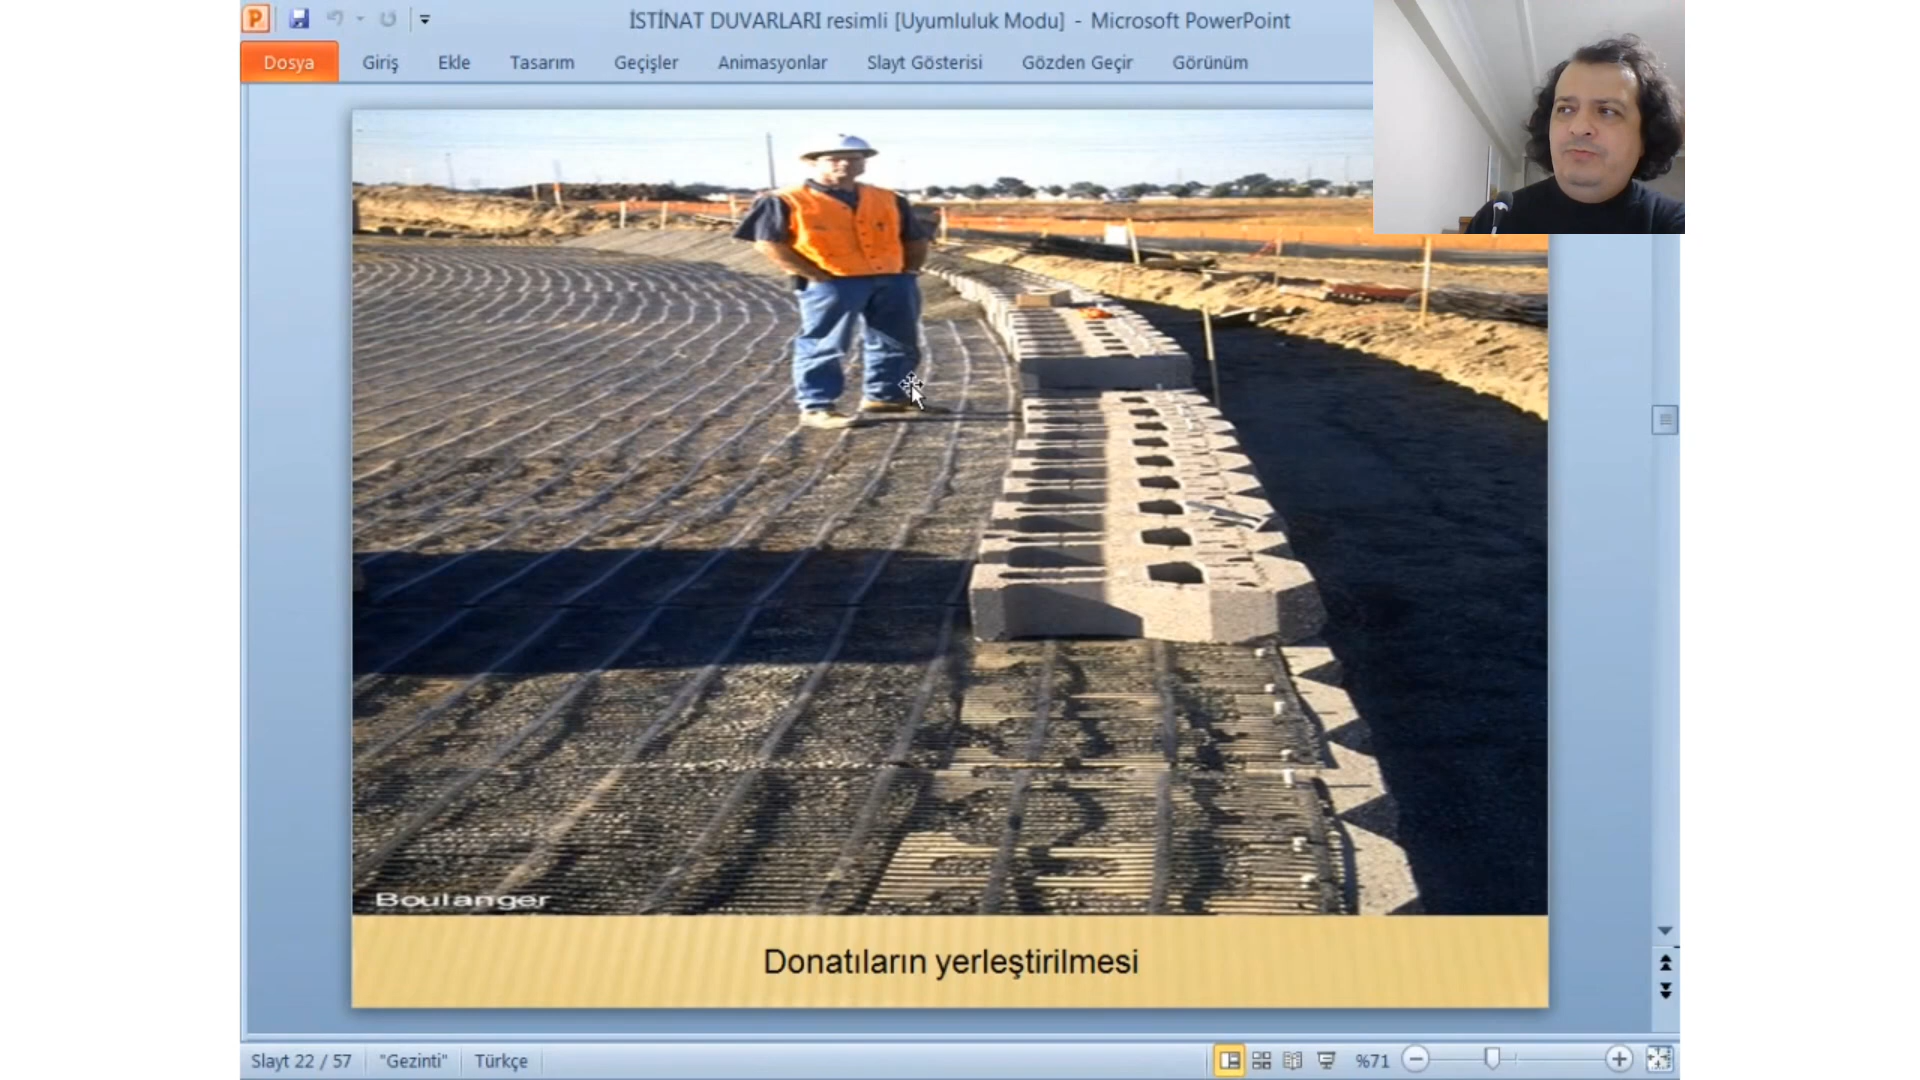 İSTİNAT DUVARLARI resimli [Uyumluluk Modu] - Microsoft PowerPoint
Dosya Giriş Ekle Tasarım Geçişler Animasyonlar Slayt Gösterisi Gözden Geçir Görünüm
Boulanger
Donatıların yerleştirilmesi
Slayt 22 / 57 "Gezinti" Türkçe %71